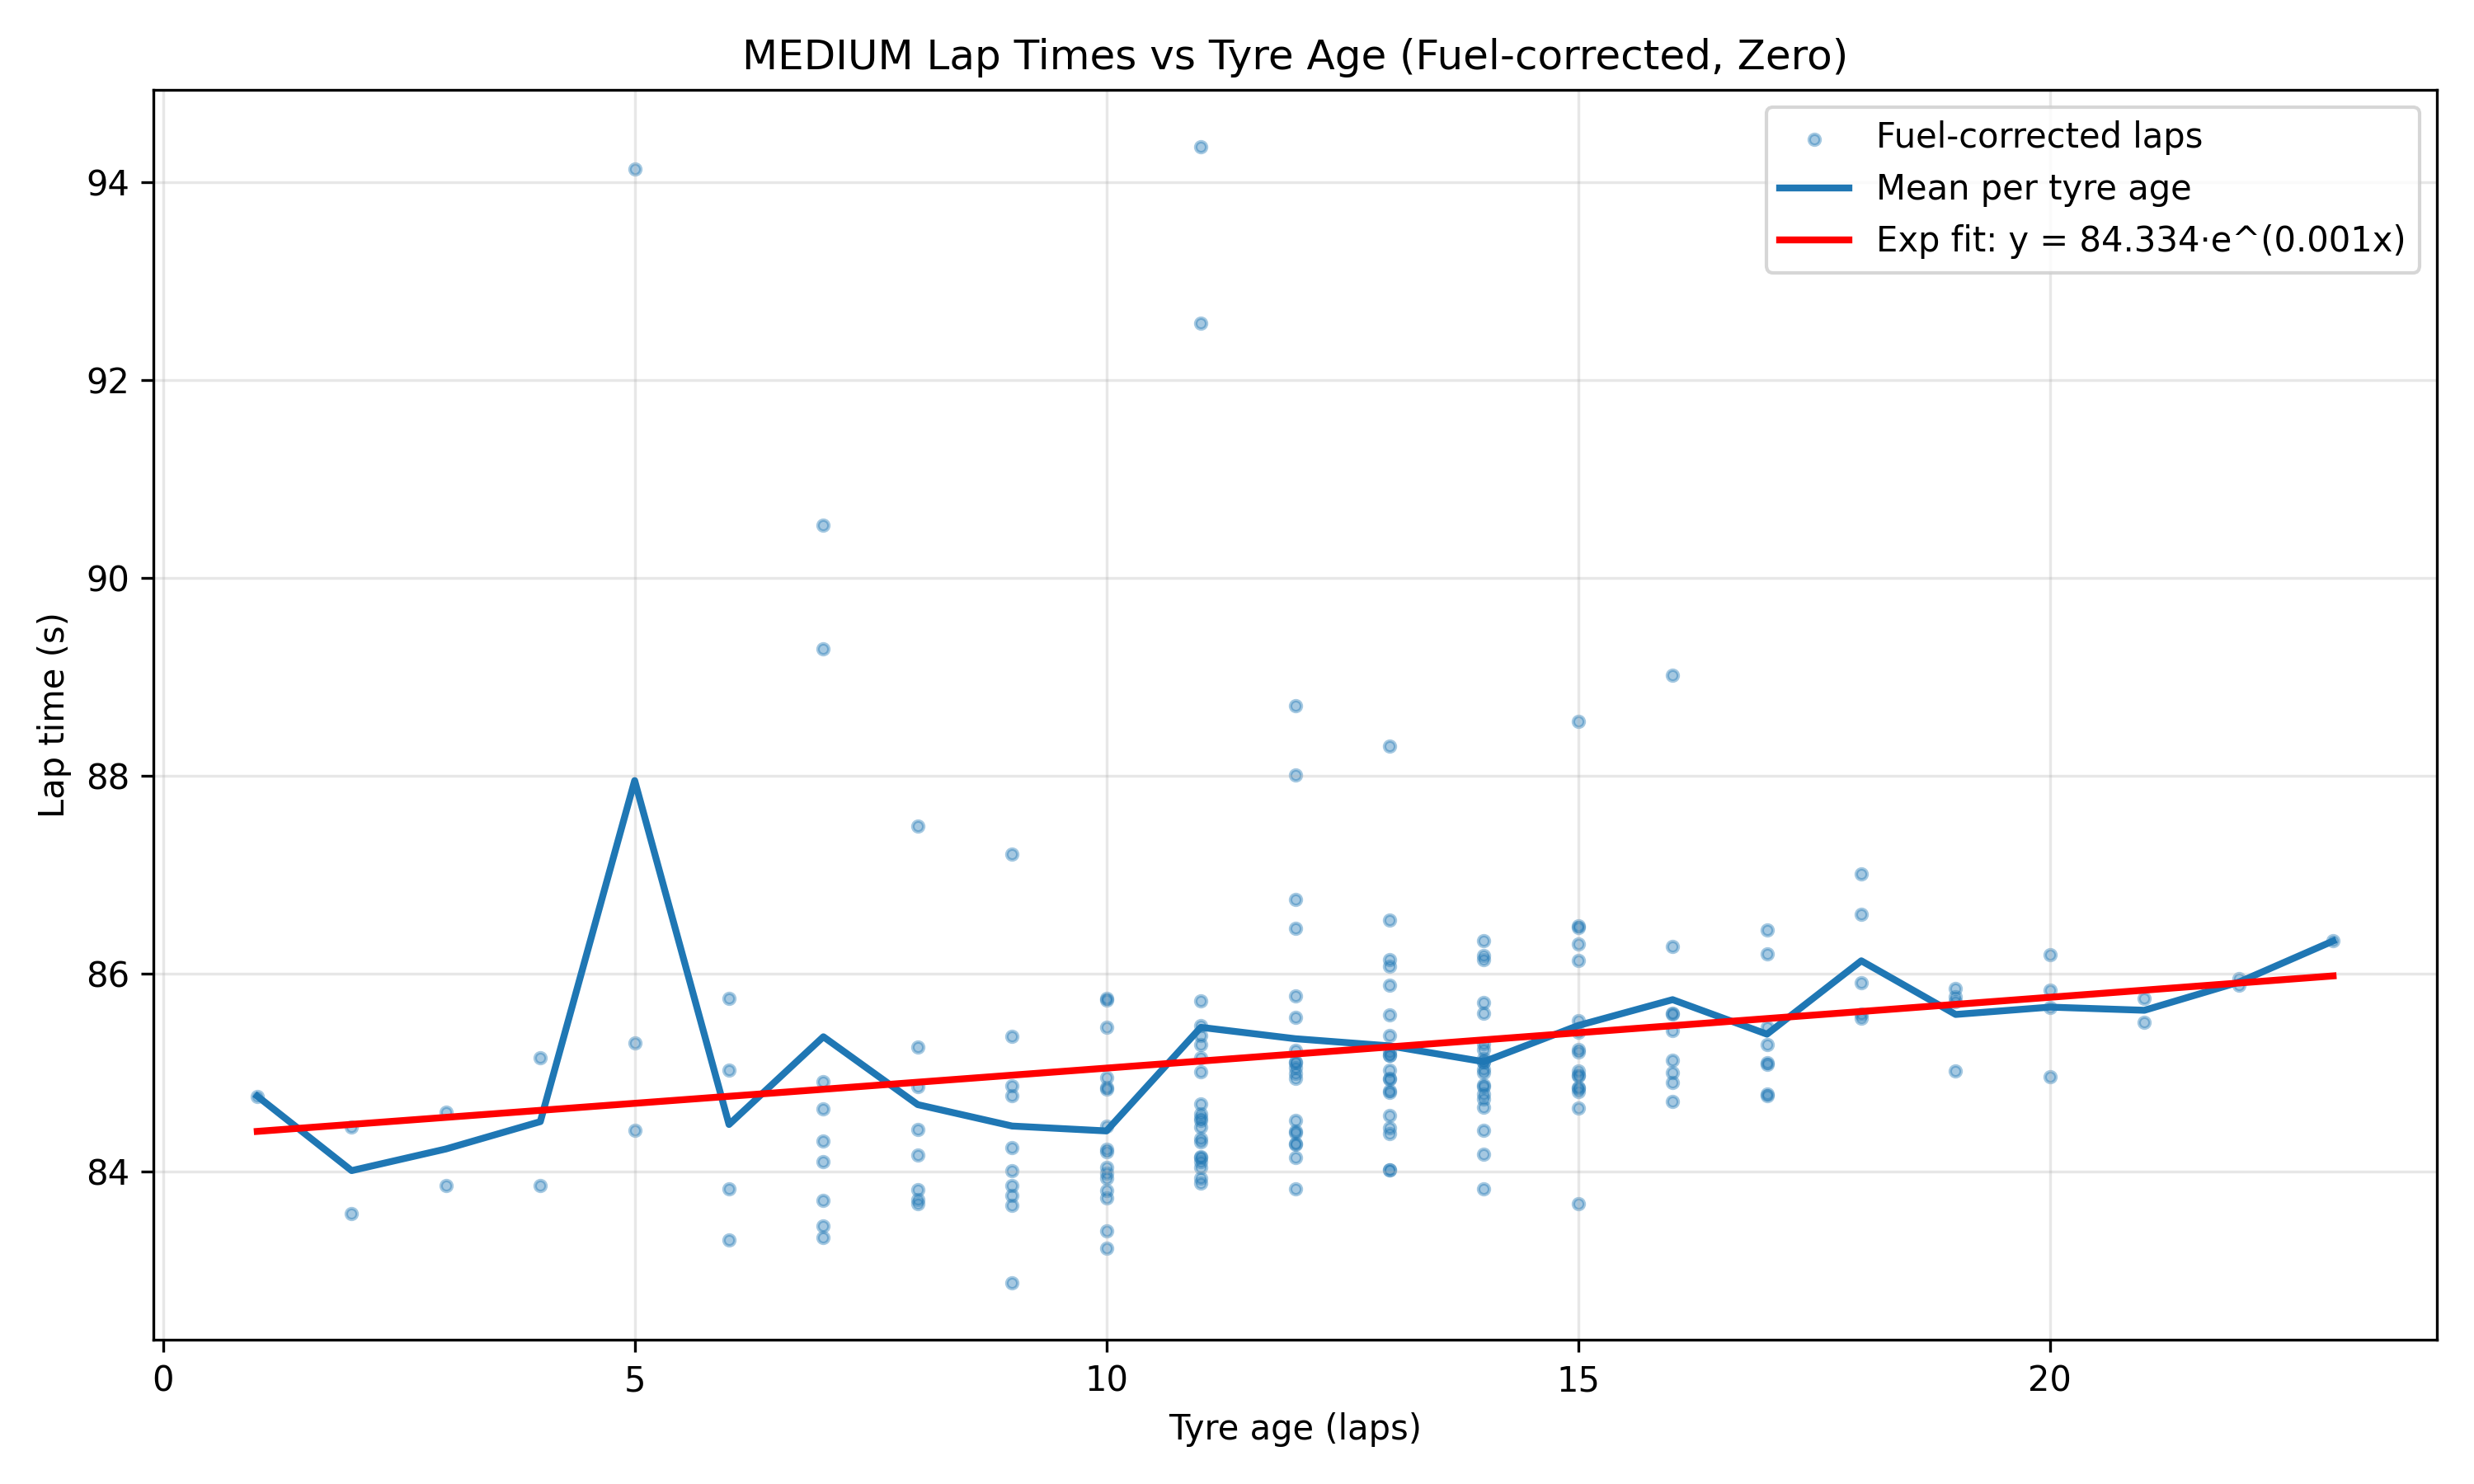 MEDIUM Lap Times vs Tyre Age (Fuel-corrected, Zero)
Fuel-corrected laps
Mean per tyre age
Exp fit: y = 84.334·e^(0.001x)
94
92
90
88
86
84
Lap time (s)
0 5 10 15 20
Tyre age (laps)